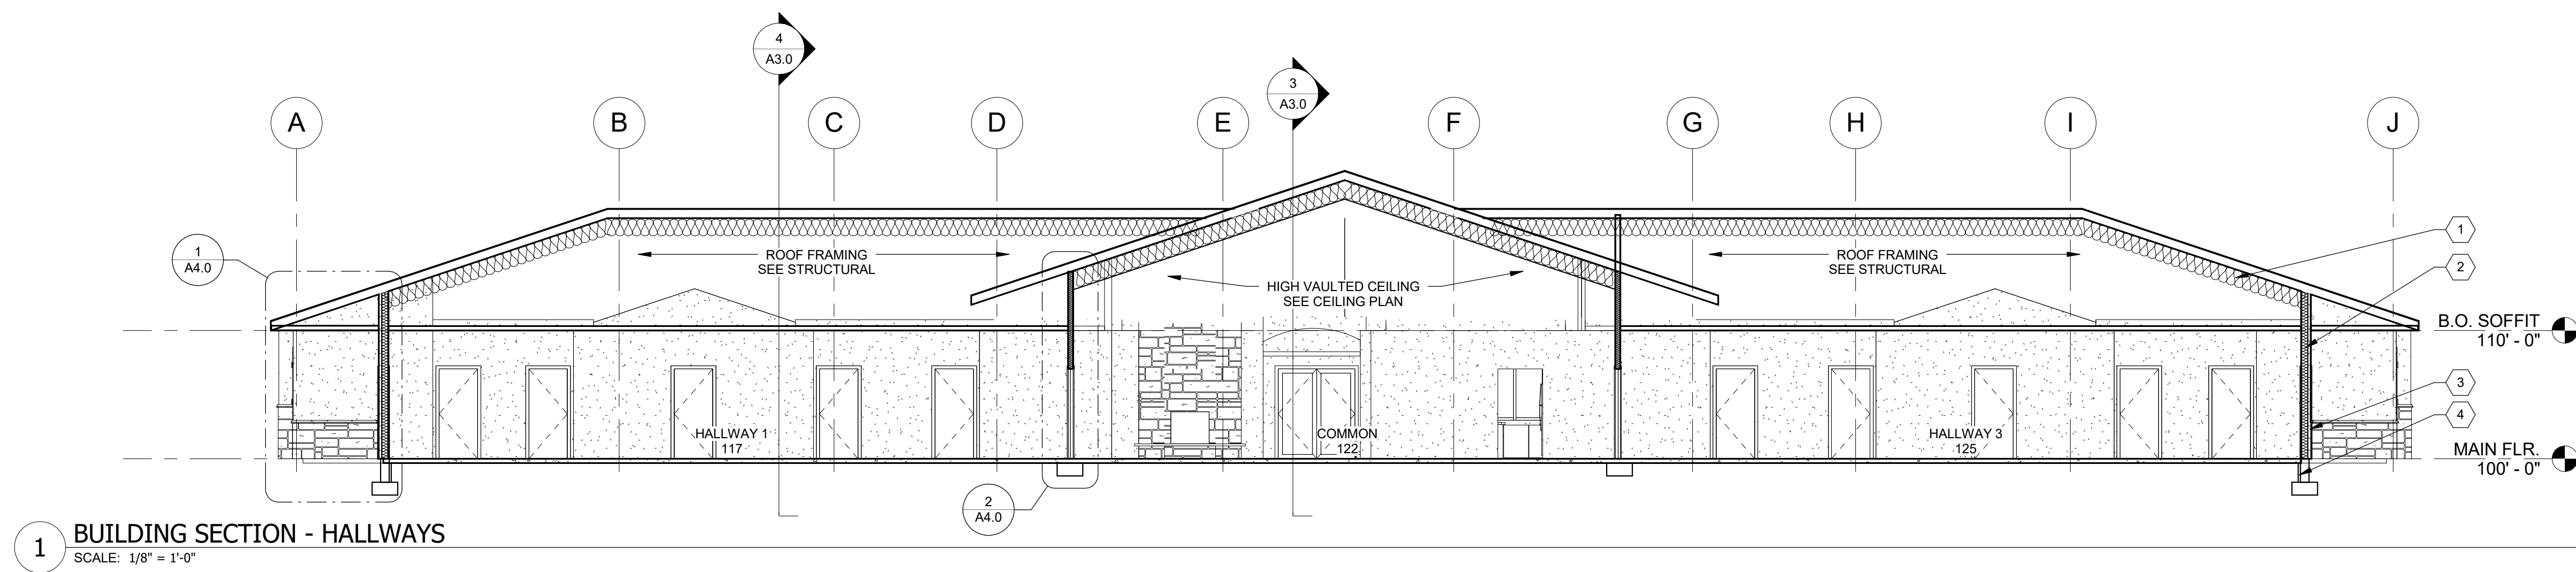 4
A3.0
3
A3.0
A
B
C
D
E
F
G
H
I
J
1
A4.0
ROOF FRAMING
SEE STRUCTURAL
HIGH VAULTED CEILING
SEE CEILING PLAN
ROOF FRAMING
SEE STRUCTURAL
1
2
B.O. SOFFIT
110' - 0"
3
4
HALLWAY 1
117
COMMON
122
HALLWAY 3
125
MAIN FLR.
100' - 0"
2
A4.0
1
BUILDING SECTION - HALLWAYS
SCALE: 1/8" = 1'-0"